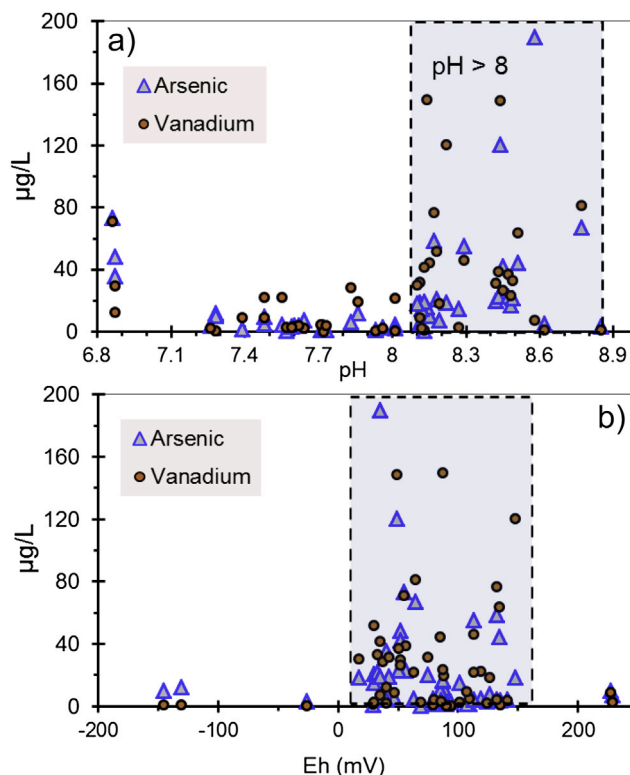 a)
200
160
120
80
40
0
µg/L
Arsenic
Vanadium
pH > 8
6.8 7.1 7.4 7.7 8 8.3 8.6 8.9
pH
b)
200
160
120
80
40
0
µg/L
Arsenic
Vanadium
-200 -100 0 100 200
Eh (mV)